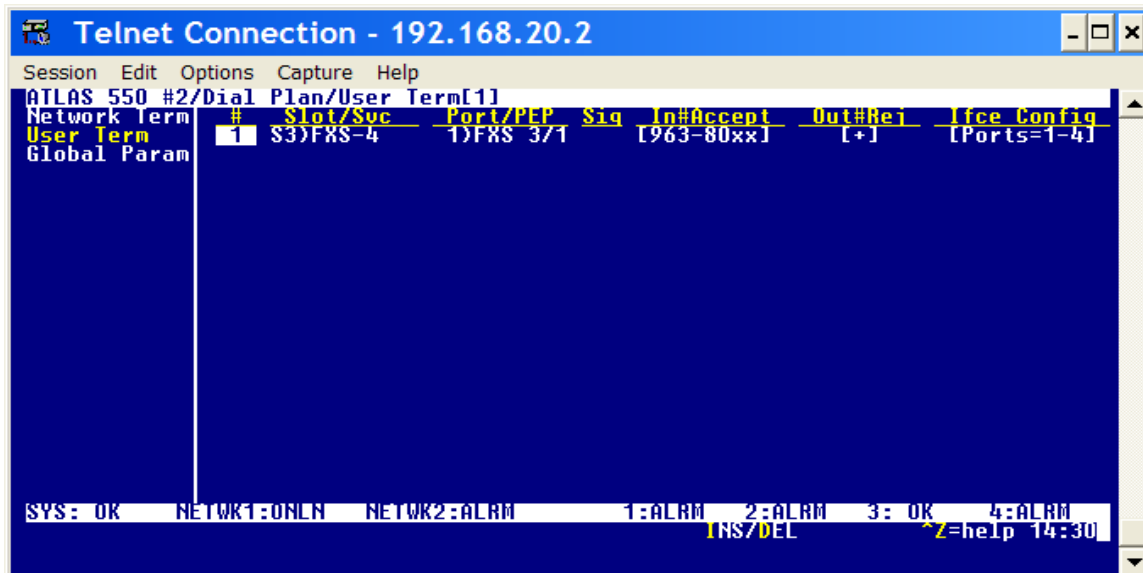 Telnet Connection - 192.168.20.2
Session Edit Options Capture Help
ATLAS 550 #2/Dial Plan/User Term[1]
Network Term # Slot/Svc Port/PEP Sig In#Accept Out#Rej Ifce Config
User Term 1 S3)FXS-4 1)FXS 3/1 [963-80xx] [+] [Ports=1-4]
Global Param
SYS: OK NETWK1:ONLN NETWK2:ALRM 1:ALRM 2:ALRM 3: OK 4:ALRM
INS/DEL ^Z=help 14:30